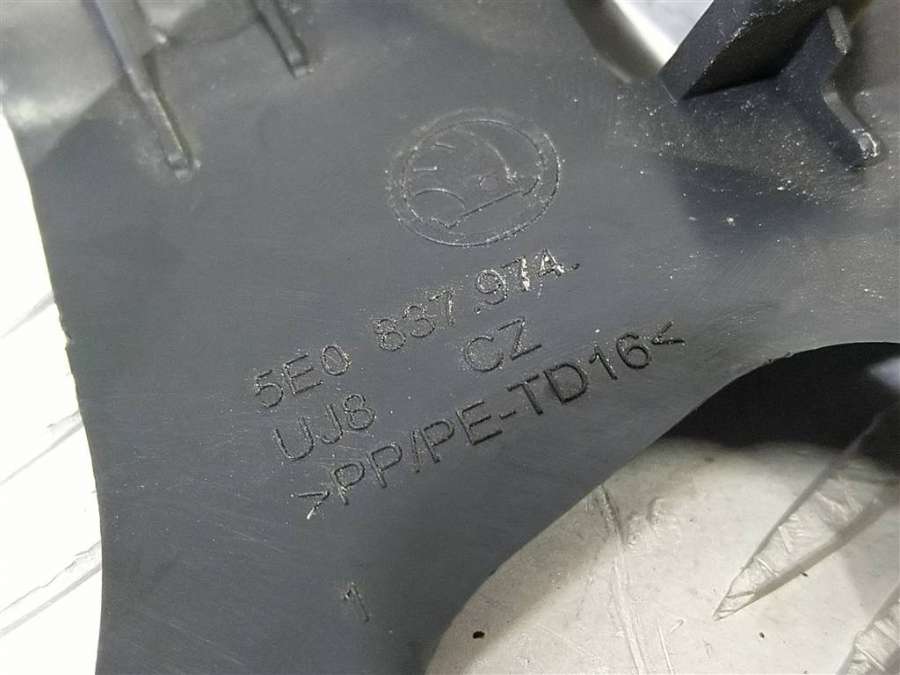 5E0 837 974
UJ8 CZ
>PP/PE-TD16<
1